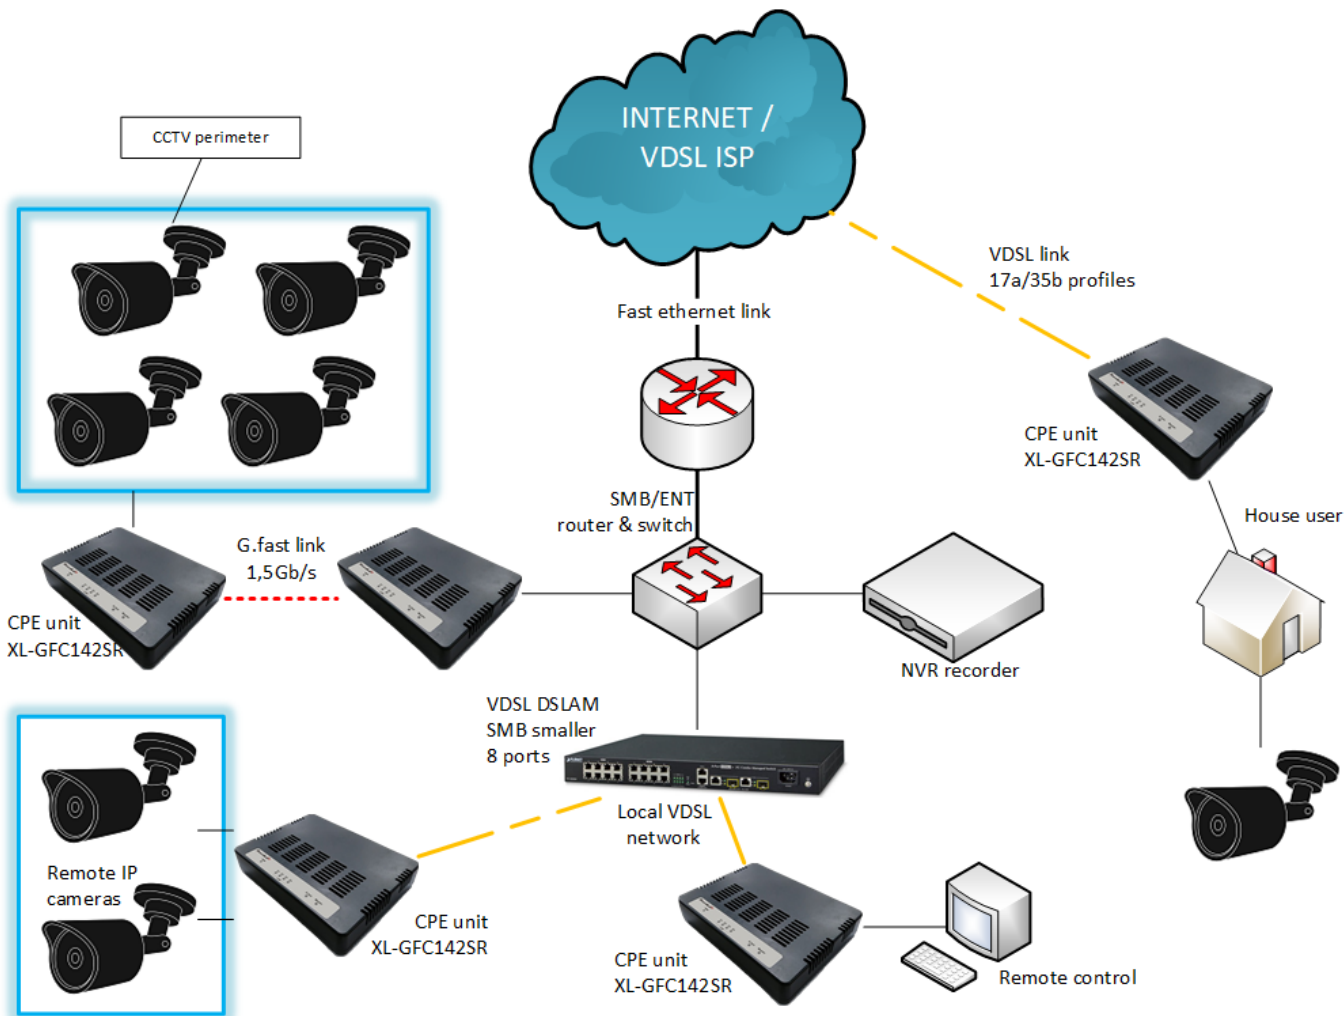 INTERNET /
VDSL ISP
CCTV perimeter
VDSL link
17a/35b profiles
Fast ethernet link
CPE unit
XL-GFC142SR
SMB/ENT
router & switch
House user
G.fast link
1,5Gb/s
CPE unit
XL-GFC142SR
NVR recorder
VDSL DSLAM
SMB smaller
8 ports
Local VDSL
network
Remote IP
cameras
CPE unit
XL-GFC142SR
CPE unit
XL-GFC142SR
Remote control